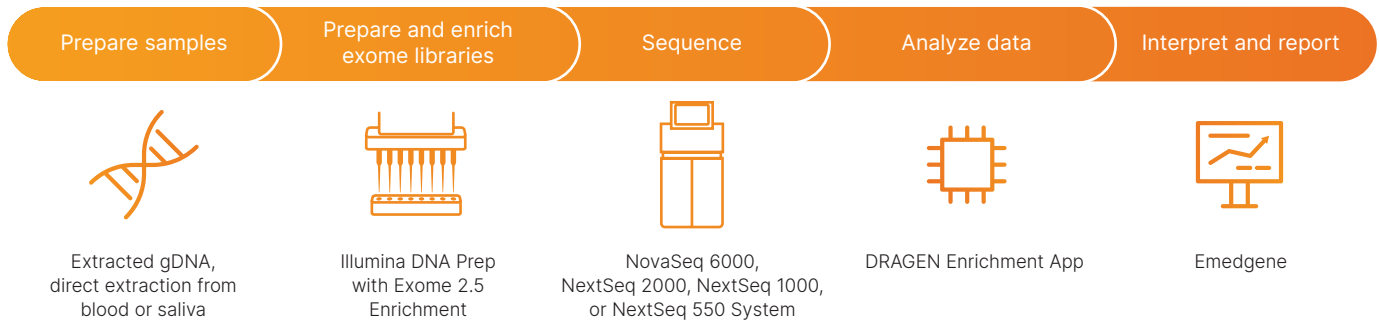 Prepare samples
Prepare and enrich
exome libraries
Sequence
Analyze data
Interpret and report
Extracted gDNA,
direct extraction from
blood or saliva
Illumina DNA Prep
with Exome 2.5
Enrichment
NovaSeq 6000,
NextSeq 2000, NextSeq 1000,
or NextSeq 550 System
DRAGEN Enrichment App
Emedgene